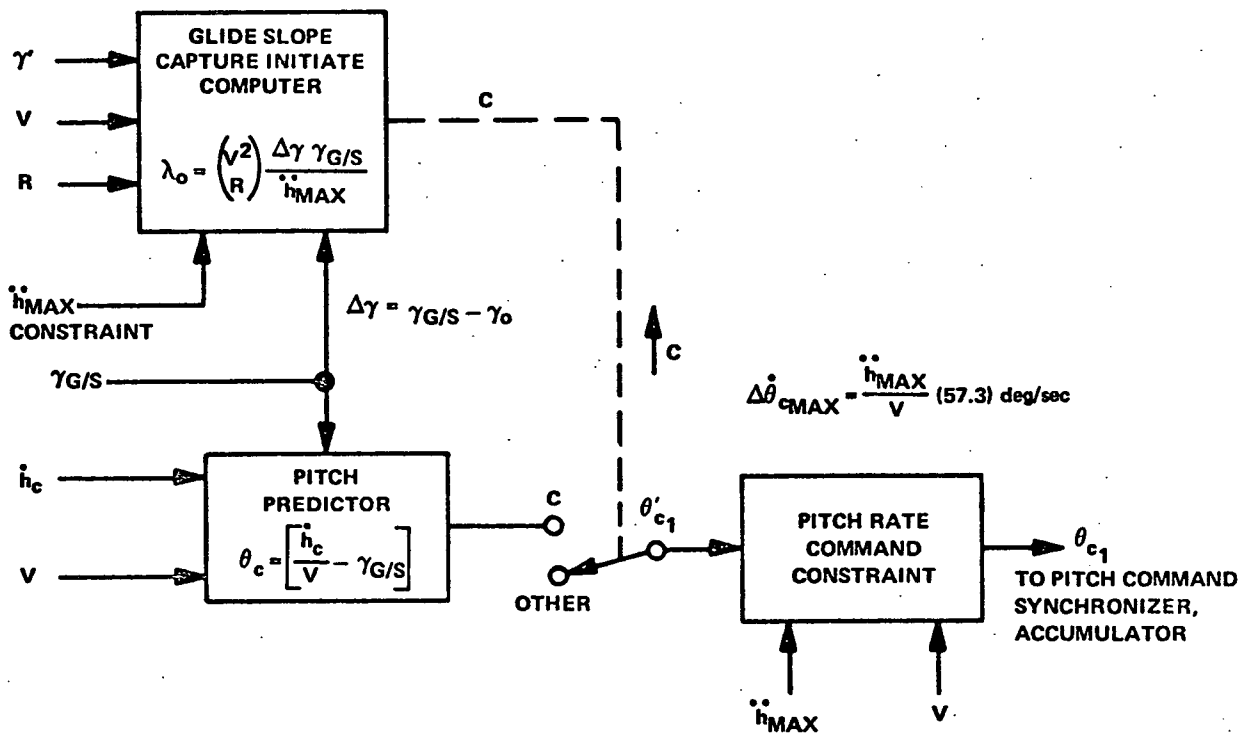 GLIDE SLOPE
CAPTURE INITIATE
COMPUTER
λo = (V² / R) Δγ γG/S / ḧMAX
γ'
V
R
C
ḧMAX
CONSTRAINT
Δγ = γG/S − γo
C
γG/S
Δθ̇cMAX = ḧMAX / V (57.3) deg/sec
ḣc
V
PITCH
PREDICTOR
θc = [ḣc / V − γG/S]
C
OTHER
θ'c1
PITCH RATE
COMMAND
CONSTRAINT
θc1
TO PITCH COMMAND
SYNCHRONIZER,
ACCUMULATOR
ḧMAX
V